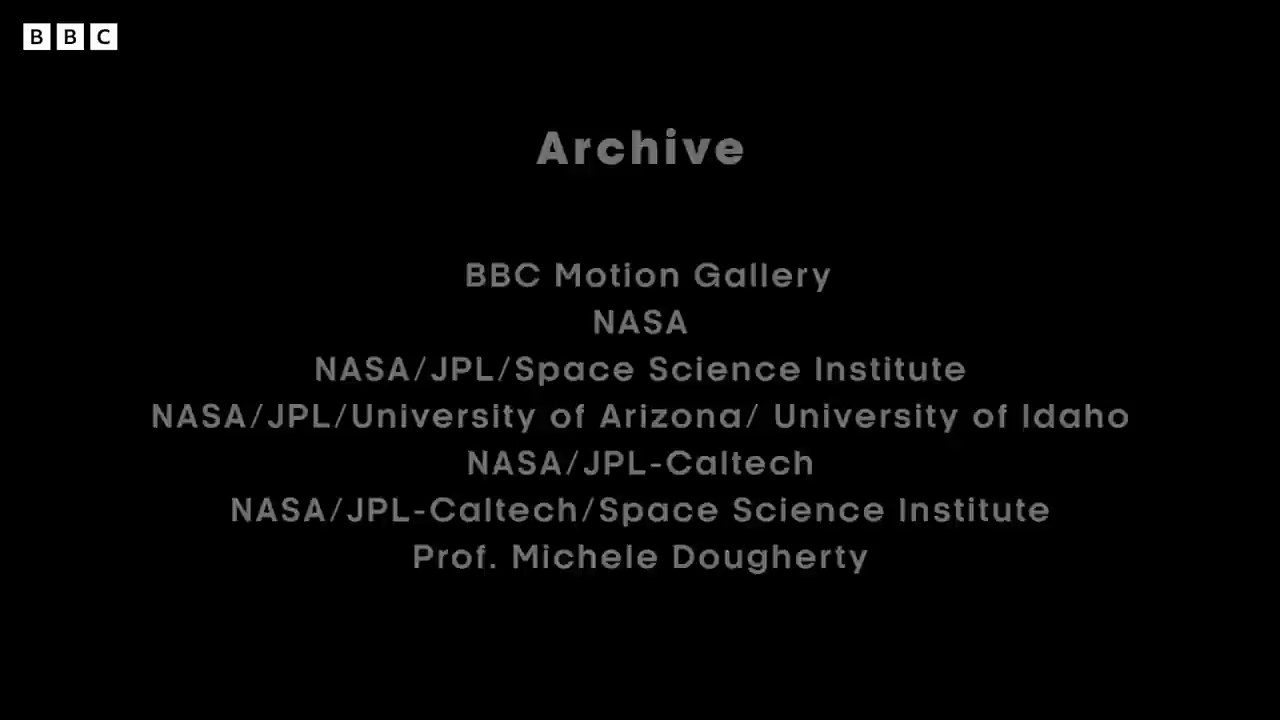 BBC
Archive
BBC Motion Gallery
NASA
NASA/JPL/Space Science Institute
NASA/JPL/University of Arizona/ University of Idaho
NASA/JPL-Caltech
NASA/JPL-Caltech/Space Science Institute
Prof. Michele Dougherty